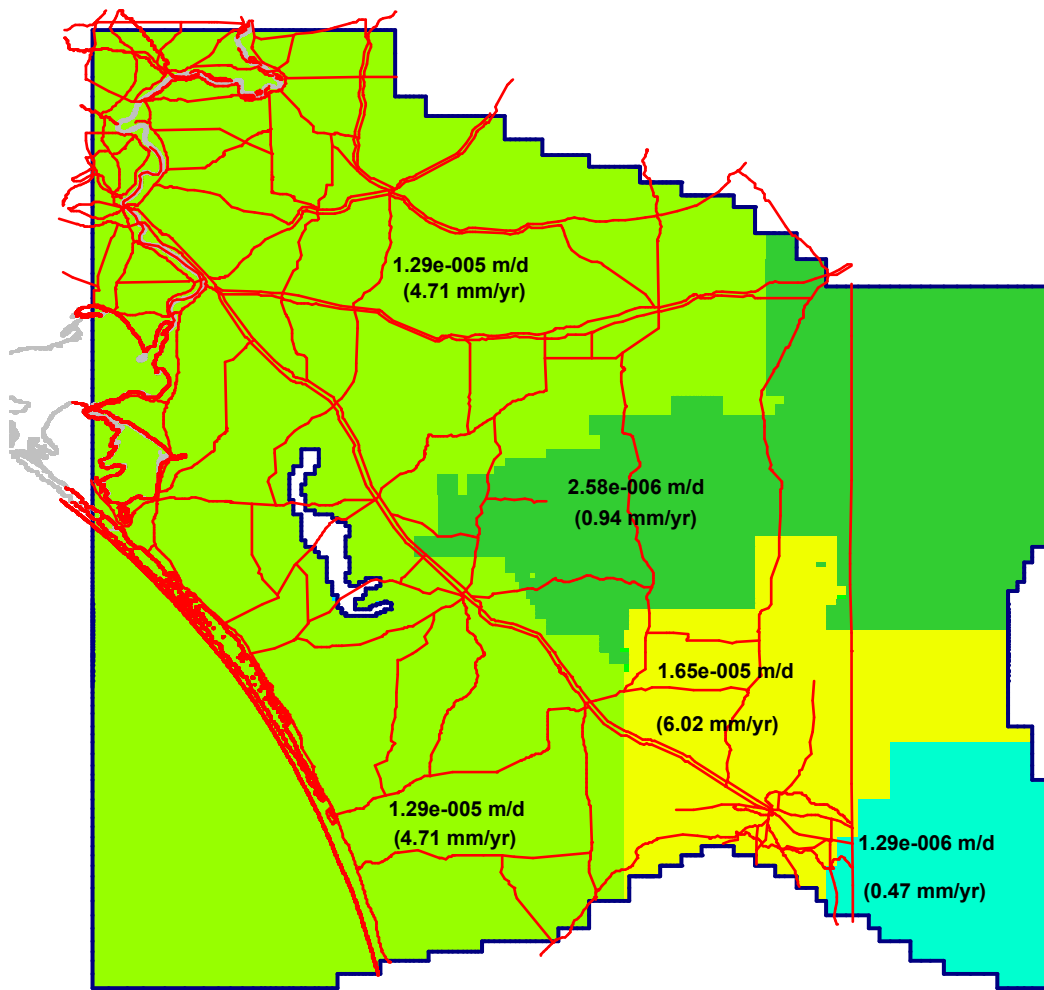 1.29e-005 m/d
(4.71 mm/yr)
2.58e-006 m/d
(0.94 mm/yr)
1.65e-005 m/d
(6.02 mm/yr)
1.29e-005 m/d
(4.71 mm/yr)
1.29e-006 m/d
(0.47 mm/yr)